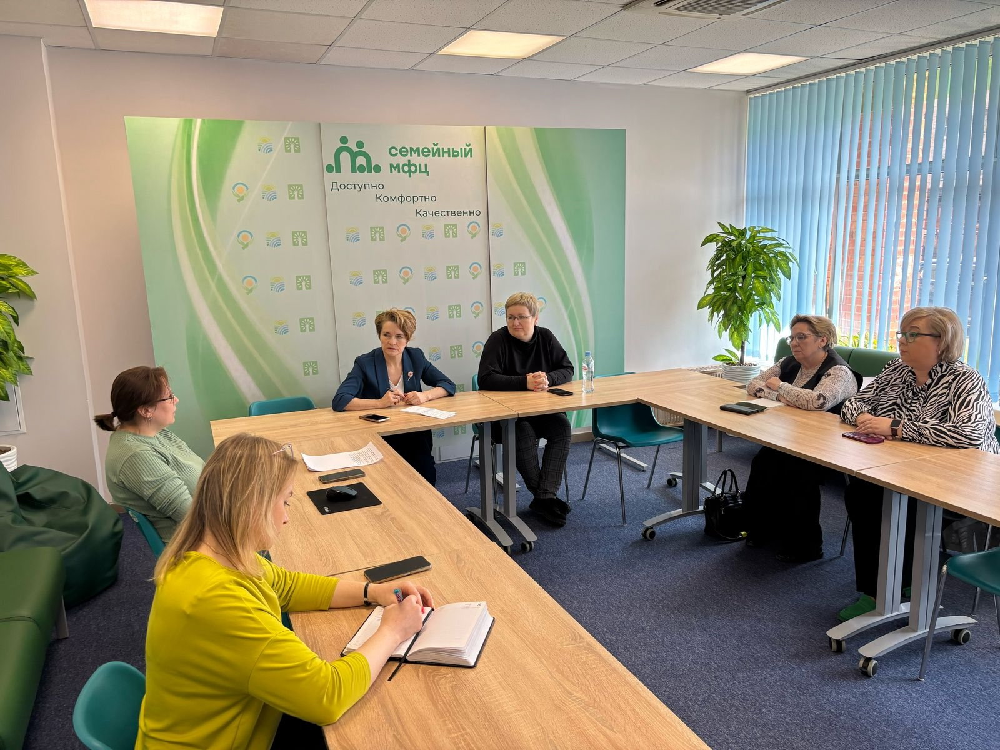 семейный
мфц
Доступно
Комфортно
Качественно